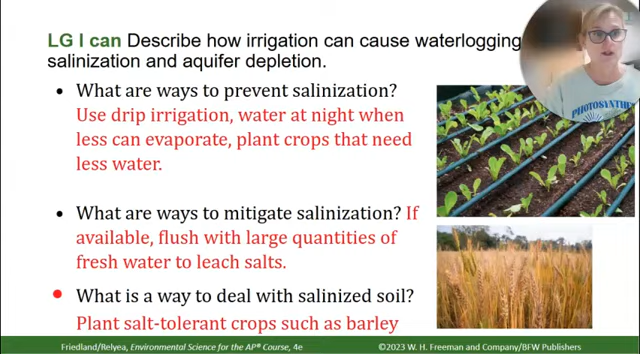 LG I can Describe how irrigation can cause waterlogging
salinization and aquifer depletion.
• What are ways to prevent salinization?
Use drip irrigation, water at night when
less can evaporate, plant crops that need
less water.
• What are ways to mitigate salinization? If
available, flush with large quantities of
fresh water to leach salts.
• What is a way to deal with salinized soil?
Plant salt-tolerant crops such as barley
Friedland/Relyea, Environmental Science for the AP® Course, 4e
©2023 W. H. Freeman and Company/BFW Publishers